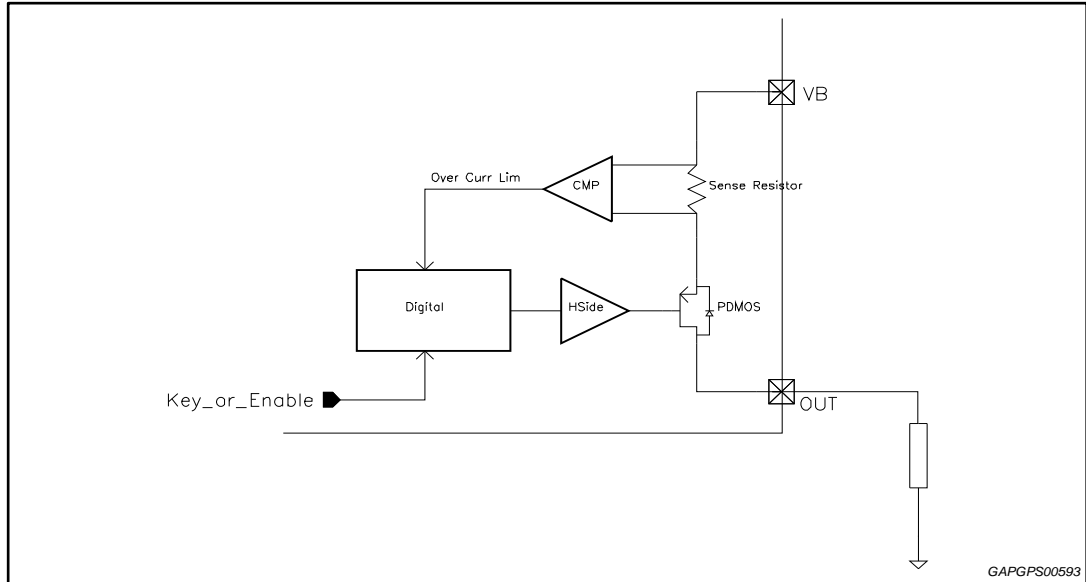 VB
Over Curr Lim
CMP
Sense Resistor
Digital
HSide
PDMOS
Key_or_Enable
OUT
GAPGPS00593